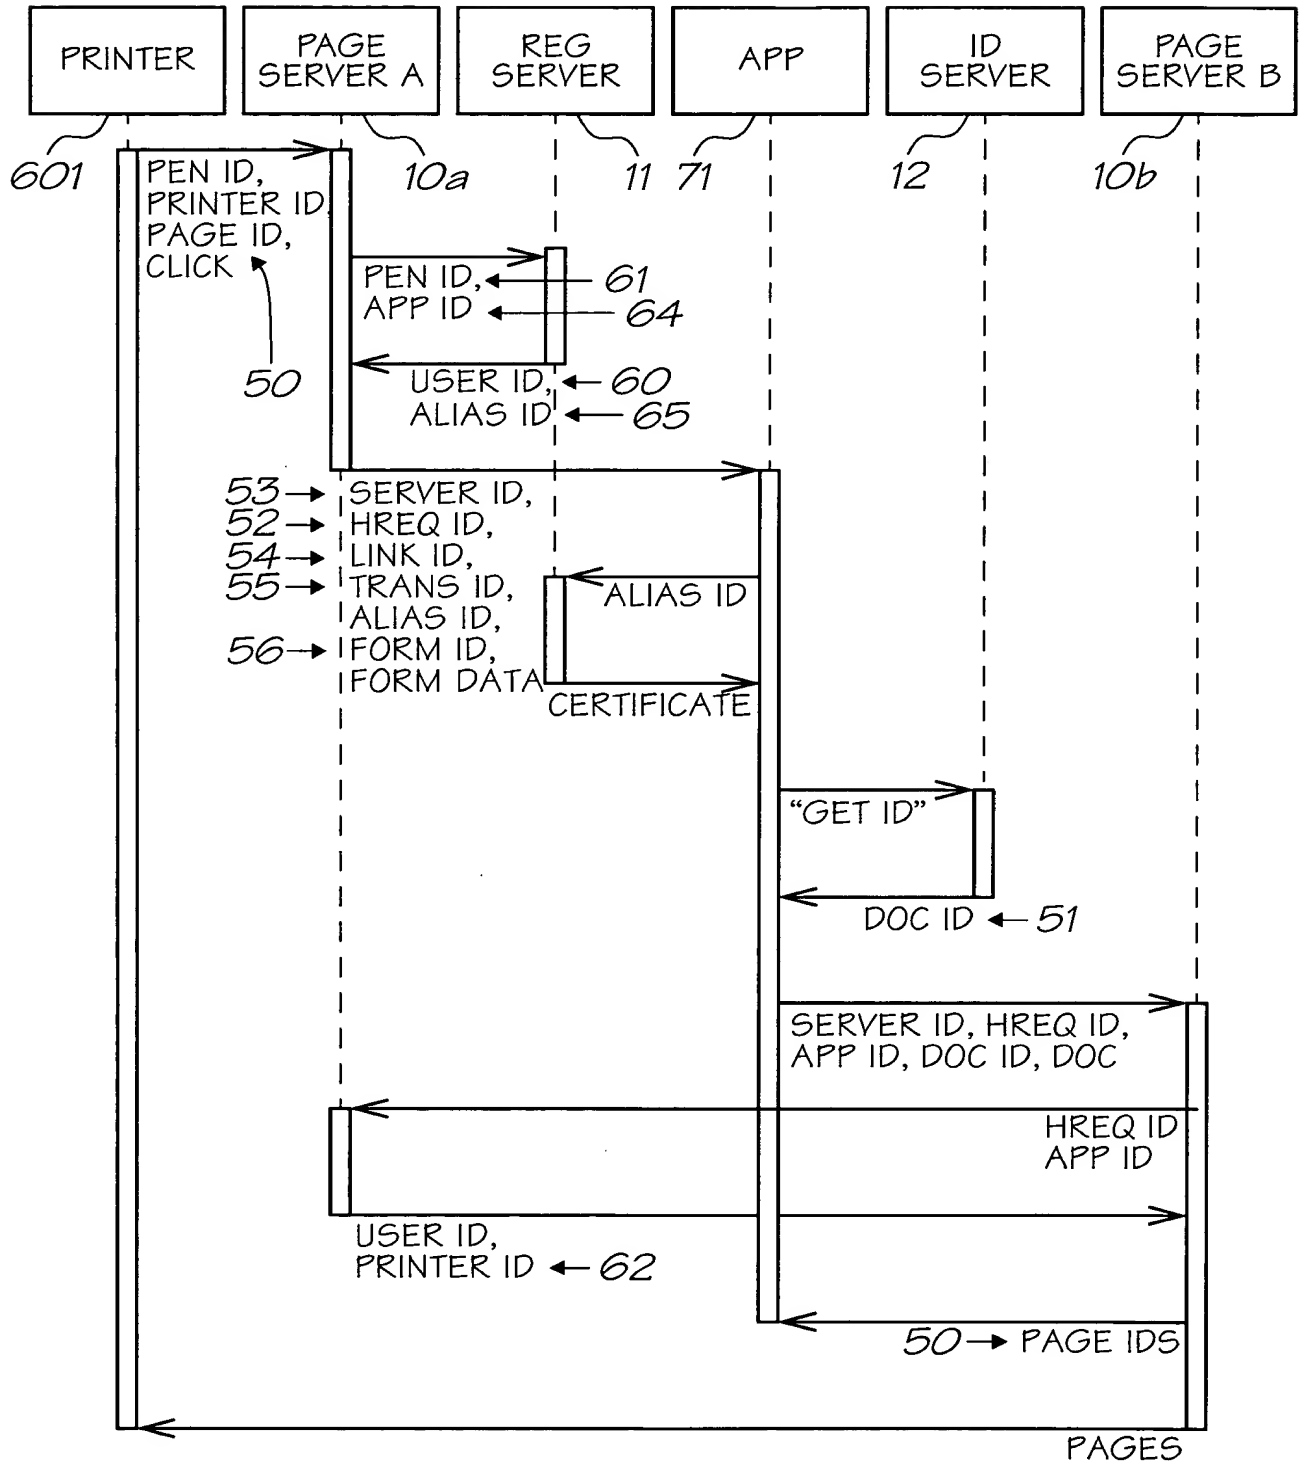 PRINTER
PAGE
SERVER A
REG
SERVER
APP
ID
SERVER
PAGE
SERVER B
601
10a
11
71
12
10b
PEN ID,
PRINTER ID
PAGE ID,
CLICK
50
PEN ID,
61
APP ID
64
USER ID,
60
ALIAS ID
65
53
SERVER ID,
52
HREQ ID,
54
LINK ID,
55
TRANS ID,
ALIAS ID,
56
FORM ID,
FORM DATA
ALIAS ID
CERTIFICATE
“GET ID”
DOC ID
51
SERVER ID, HREQ ID,
APP ID, DOC ID, DOC
HREQ ID
APP ID
USER ID,
PRINTER ID
62
50
PAGE IDS
PAGES